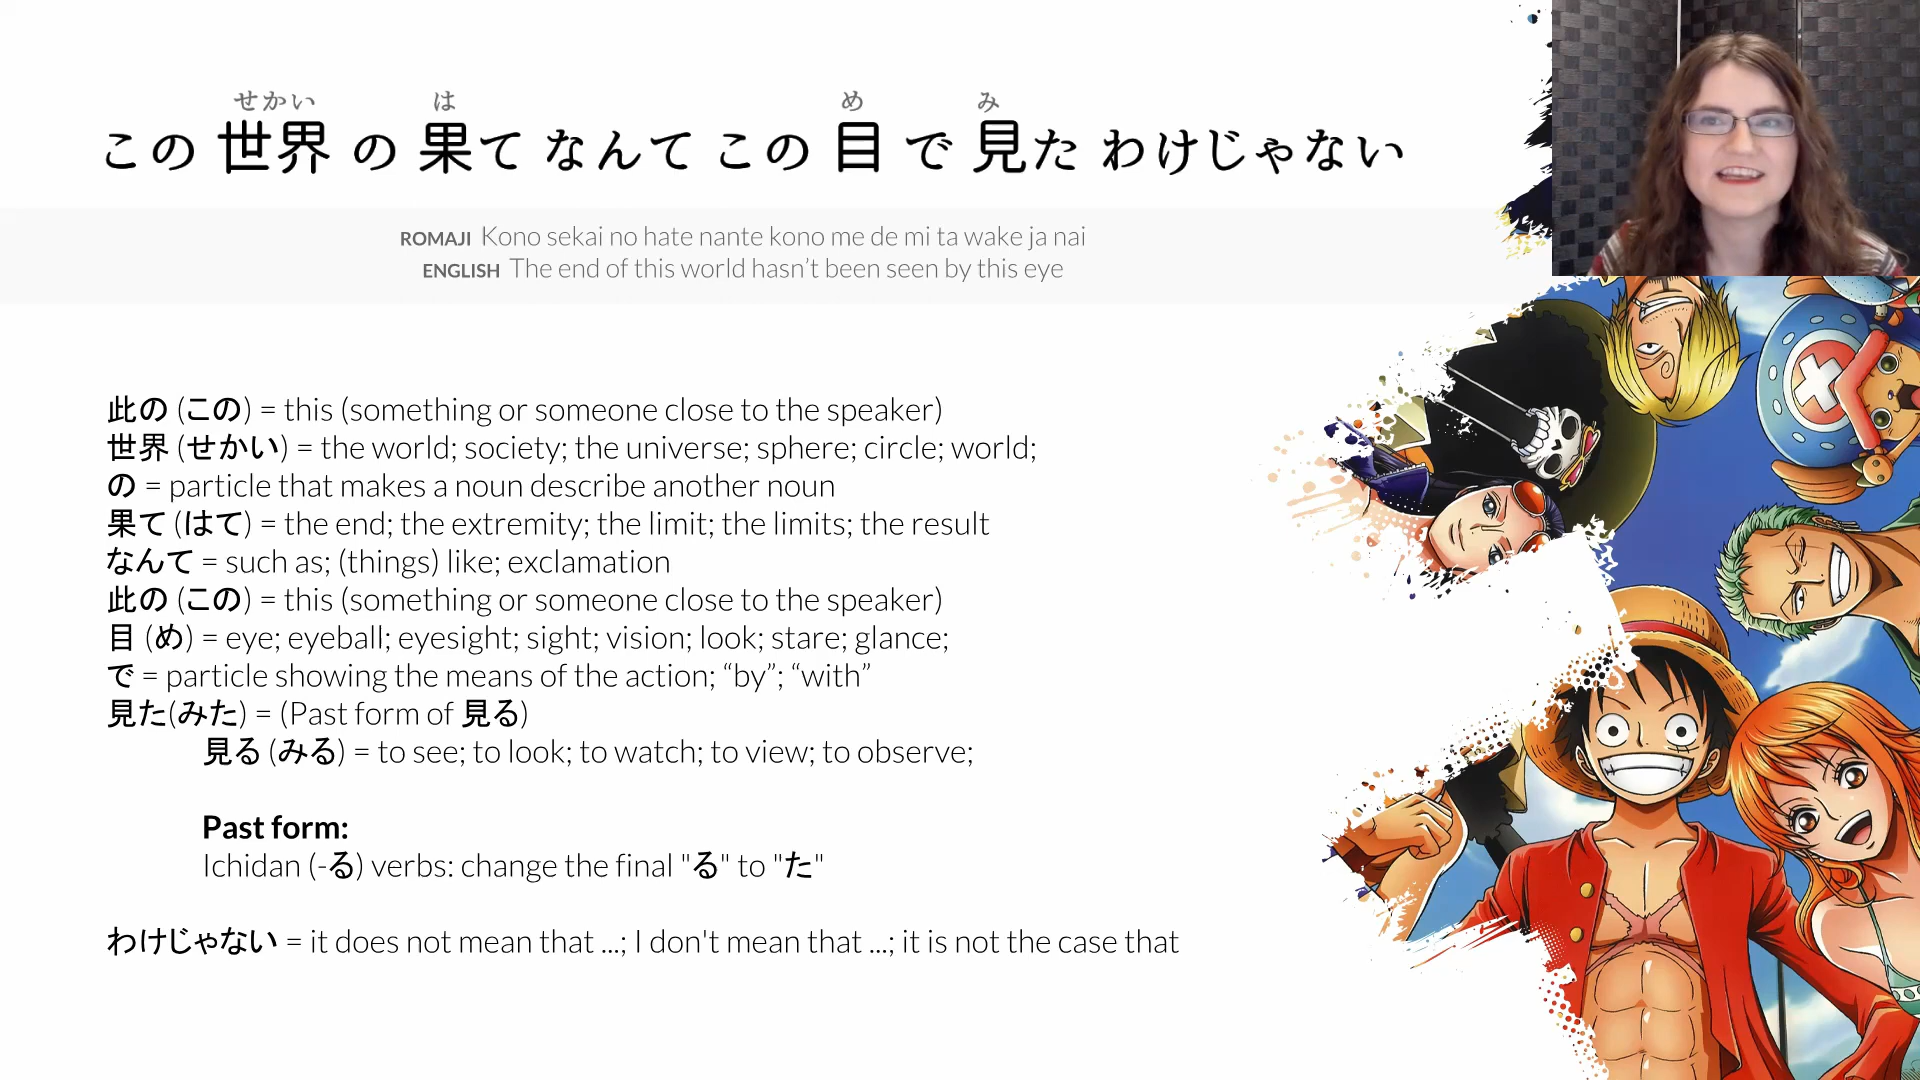 せかい は め み
この 世界 の 果て なんて この 目 で 見た わけじゃない
ROMAJI Kono sekai no hate nante kono me de mi ta wake ja nai
ENGLISH The end of this world hasn’t been seen by this eye
此の (この) = this (something or someone close to the speaker)
世界 (せかい) = the world; society; the universe; sphere; circle; world;
の = particle that makes a noun describe another noun
果て (はて) = the end; the extremity; the limit; the limits; the result
なんて = such as; (things) like; exclamation
此の (この) = this (something or someone close to the speaker)
目 (め) = eye; eyeball; eyesight; sight; vision; look; stare; glance;
で = particle showing the means of the action; “by”; “with”
見た(みた) = (Past form of 見る)
見る (みる) = to see; to look; to watch; to view; to observe;
Past form:
Ichidan (-る) verbs: change the final "る" to "た"
わけじゃない = it does not mean that ...; I don't mean that ...; it is not the case that